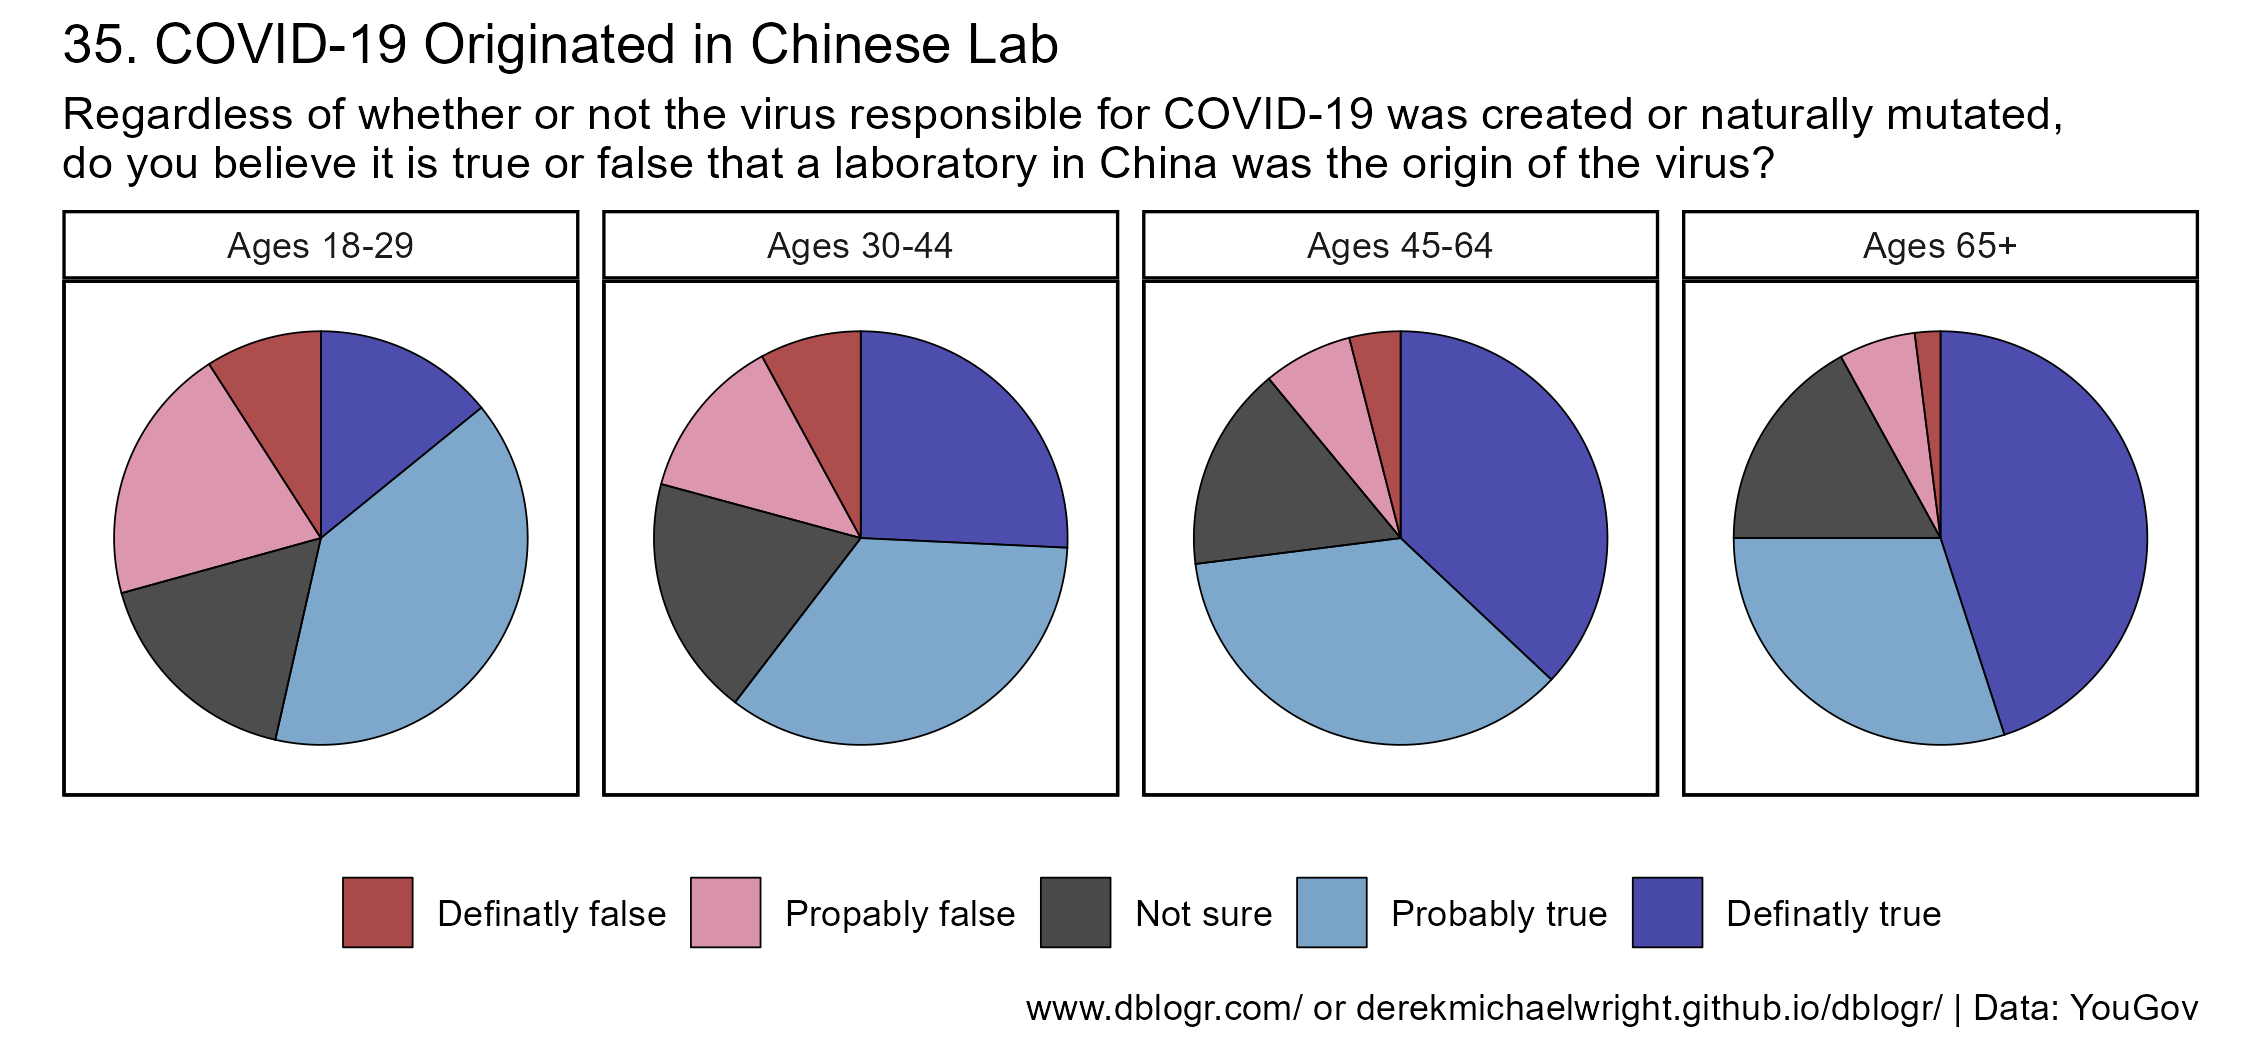 35. COVID-19 Originated in Chinese Lab
Regardless of whether or not the virus responsible for COVID-19 was created or naturally mutated,
do you believe it is true or false that a laboratory in China was the origin of the virus?
Ages 18-29
Ages 30-44
Ages 45-64
Ages 65+
Definatly false
Propably false
Not sure
Probably true
Definatly true
www.dblogr.com/ or derekmichaelwright.github.io/dblogr/ | Data: YouGov